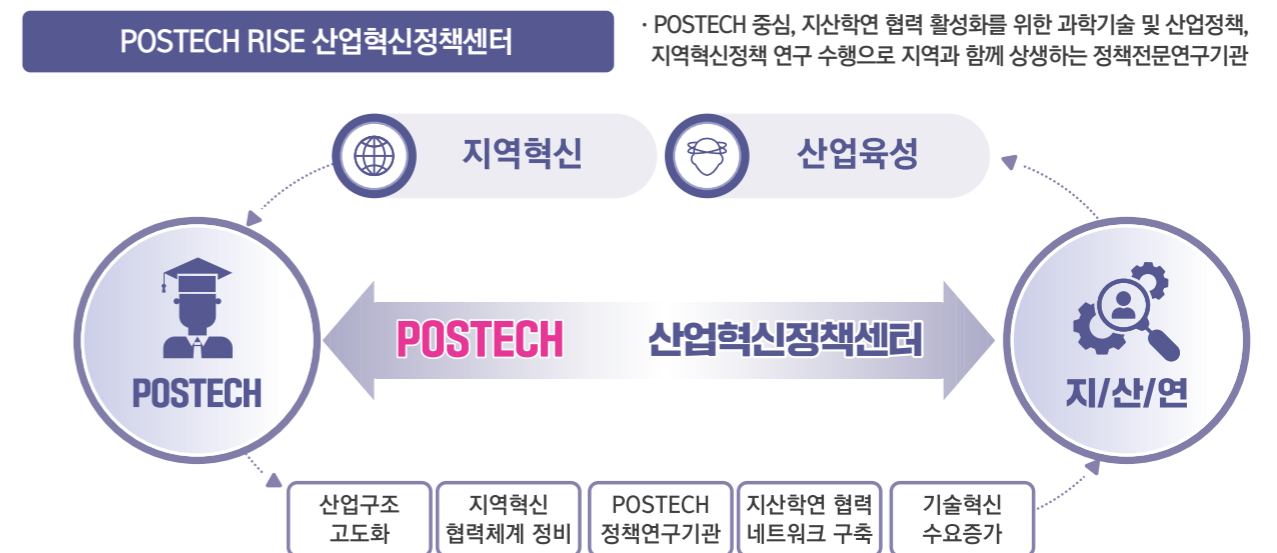 POSTECH RISE 산업혁신정책센터
· POSTECH 중심, 지산학연 협력 활성화를 위한 과학기술 및 산업정책,
지역혁신정책 연구 수행으로 지역과 함께 상생하는 정책전문연구기관
지역혁신
산업육성
POSTECH
POSTECH 산업혁신정책센터
지/산/연
산업구조
고도화
지역혁신
협력체계 정비
POSTECH
정책연구기관
지산학연 협력
네트워크 구축
기술혁신
수요증가